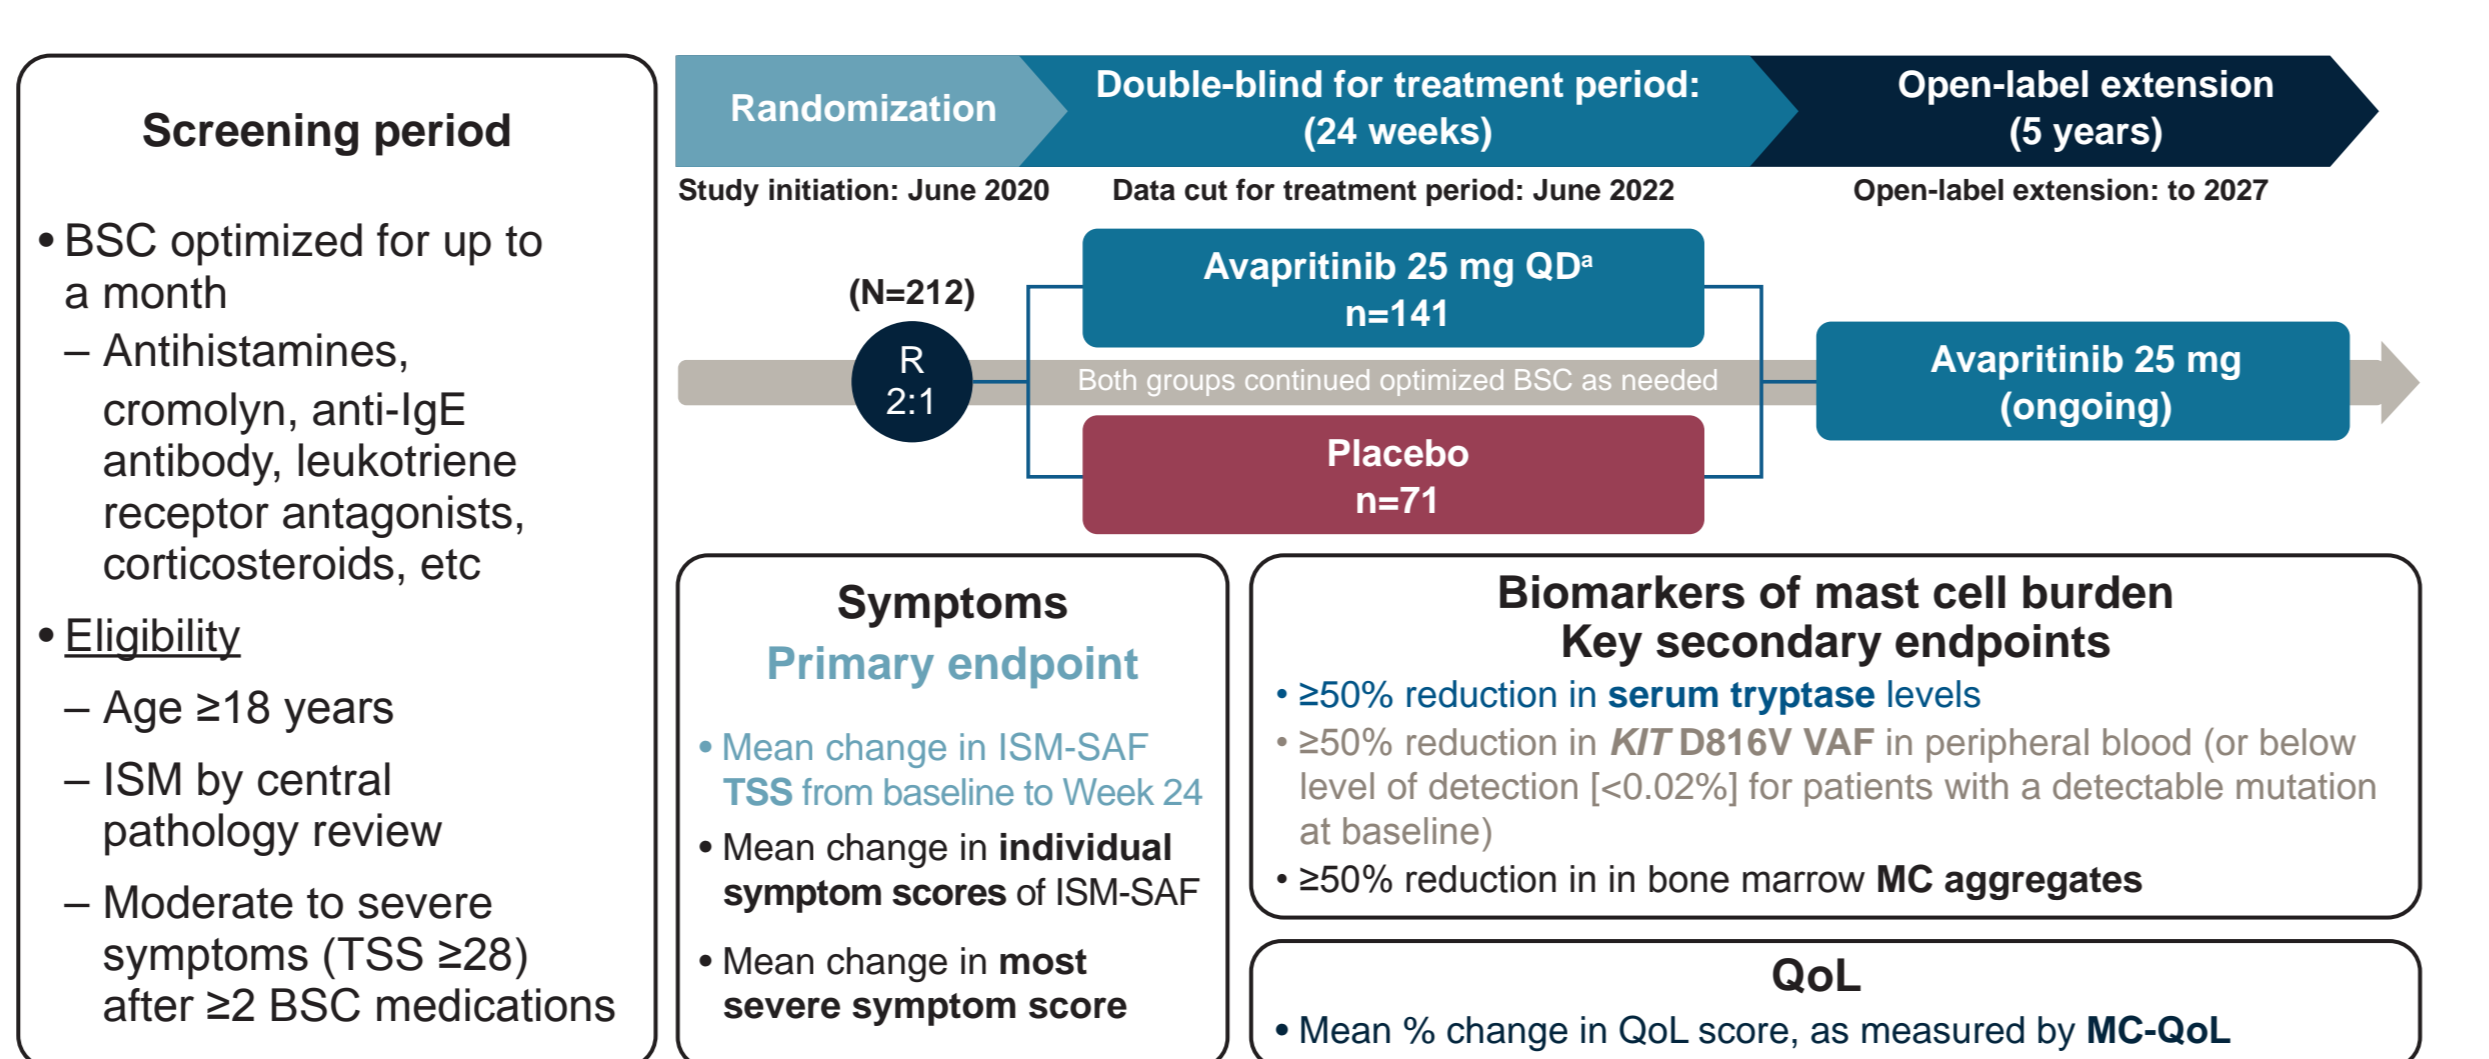 Screening period
• BSC optimized for up to
a month
– Antihistamines,
cromolyn, anti-IgE
antibody, leukotriene
receptor antagonists,
corticosteroids, etc
• Eligibility
– Age ≥18 years
– ISM by central
pathology review
– Moderate to severe
symptoms (TSS ≥28)
after ≥2 BSC medications
Randomization
Double-blind for treatment period:
(24 weeks)
Open-label extension
(5 years)
Study initiation: June 2020
Data cut for treatment period: June 2022
Open-label extension: to 2027
(N=212)
R
2:1
Avapritinib 25 mg QDᵃ
n=141
Both groups continued optimized BSC as needed
Placebo
n=71
Avapritinib 25 mg
(ongoing)
Symptoms
Primary endpoint
• Mean change in ISM-SAF
TSS from baseline to Week 24
• Mean change in individual
symptom scores of ISM-SAF
• Mean change in most
severe symptom score
Biomarkers of mast cell burden
Key secondary endpoints
• ≥50% reduction in serum tryptase levels
• ≥50% reduction in KIT D816V VAF in peripheral blood (or below
level of detection [<0.02%] for patients with a detectable mutation
at baseline)
• ≥50% reduction in in bone marrow MC aggregates
QoL
• Mean % change in QoL score, as measured by MC-QoL